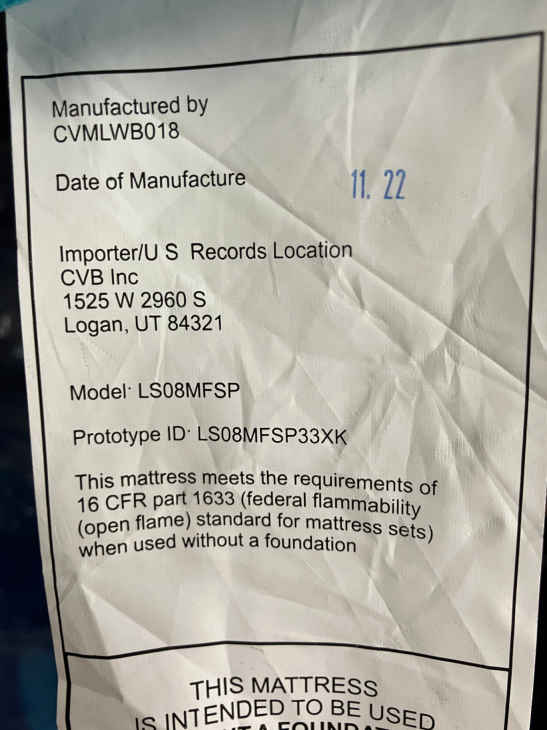 Manufactured by
CVMLWB018
Date of Manufacture 11. 22
Importer/U S Records Location
CVB Inc
1525 W 2960 S
Logan, UT 84321
Model· LS08MFSP
Prototype ID· LS08MFSP33XK
This mattress meets the requirements of
16 CFR part 1633 (federal flammability
(open flame) standard for mattress sets)
when used without a foundation
THIS MATTRESS
IS INTENDED TO BE USED